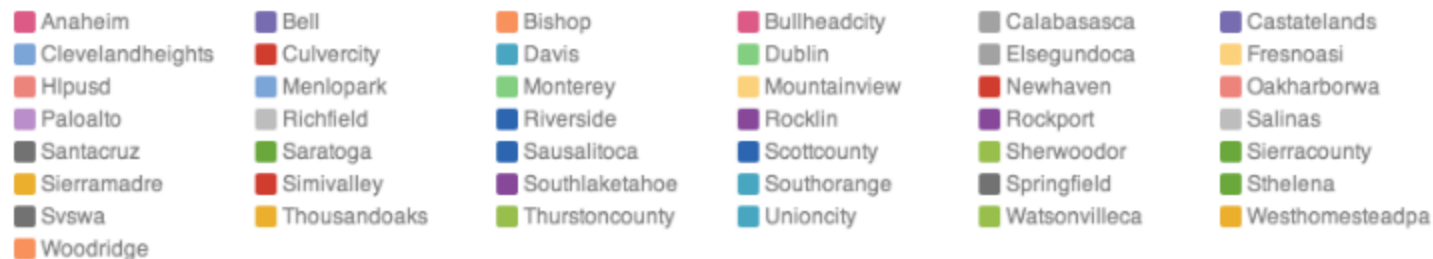 Anaheim Bell Bishop Bullheadcity Calabasasca Castatelands
Clevelandheights Culvercity Davis Dublin Elsegundoca Fresnoasi
Hlpusd Menlopark Monterey Mountainview Newhaven Oakharborwa
Paloalto Richfield Riverside Rocklin Rockport Salinas
Santacruz Saratoga Sausalitoca Scottcounty Sherwoodor Sierracounty
Sierramadre Simivalley Southlaketahoe Southorange Springfield Sthelena
Svswa Thousandoaks Thurstoncounty Unioncity Watsonvilleca Westhomesteadpa
Woodridge